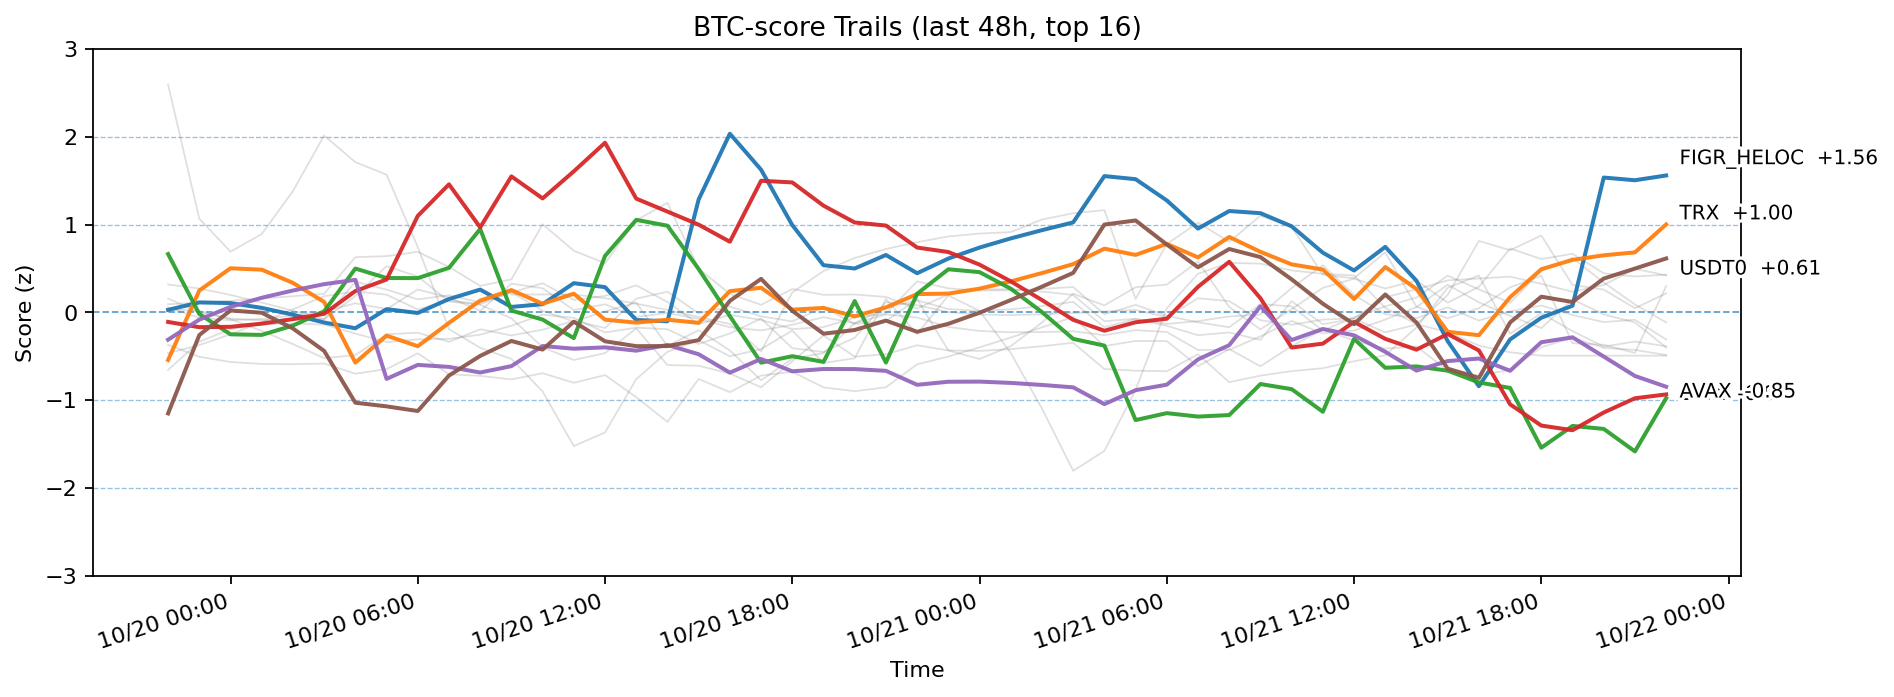 BTC-score Trails (last 48h, top 16)
3
2
1
0
−1
−2
−3
Score (z)
FIGR_HELOC +1.56
TRX +1.00
USDT0 +0.61
AVAX -0.85
10/20 00:00
10/20 06:00
10/20 12:00
10/20 18:00
10/21 00:00
10/21 06:00
10/21 12:00
10/21 18:00
10/22 00:00
Time